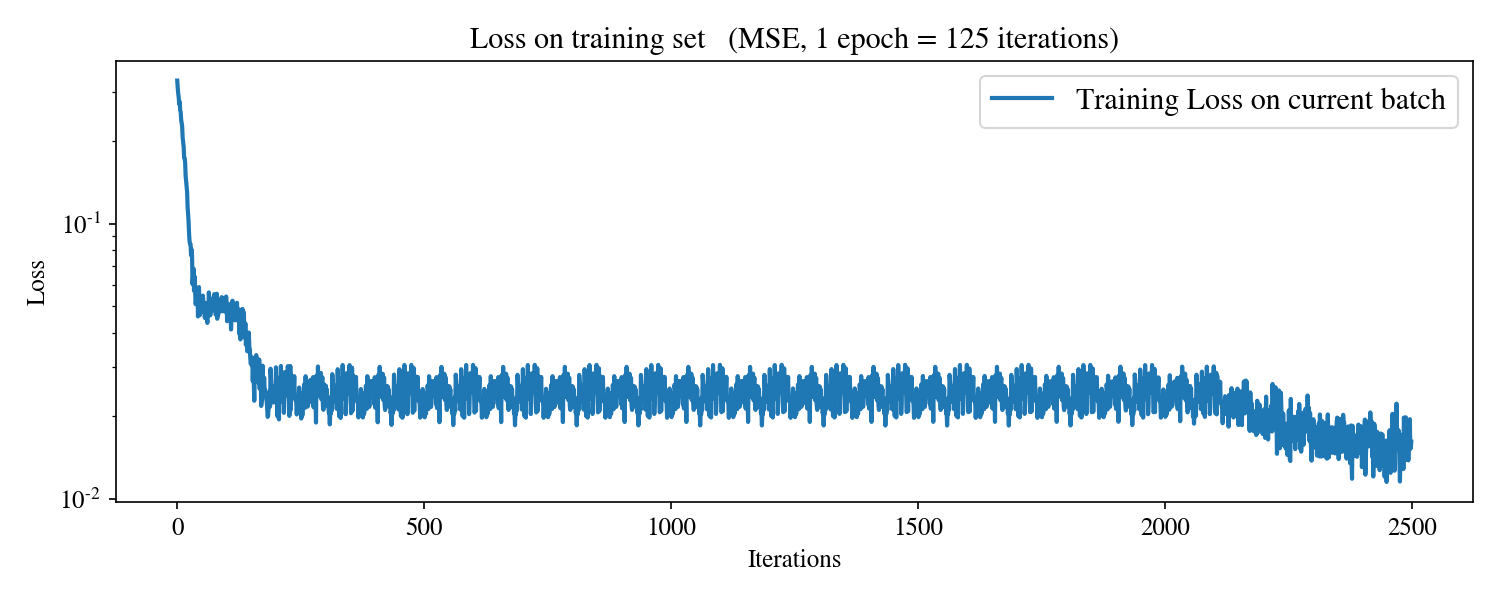 Loss on training set (MSE, 1 epoch = 125 iterations)
Training Loss on current batch
Loss
10-1
10-2
0 500 1000 1500 2000 2500
Iterations